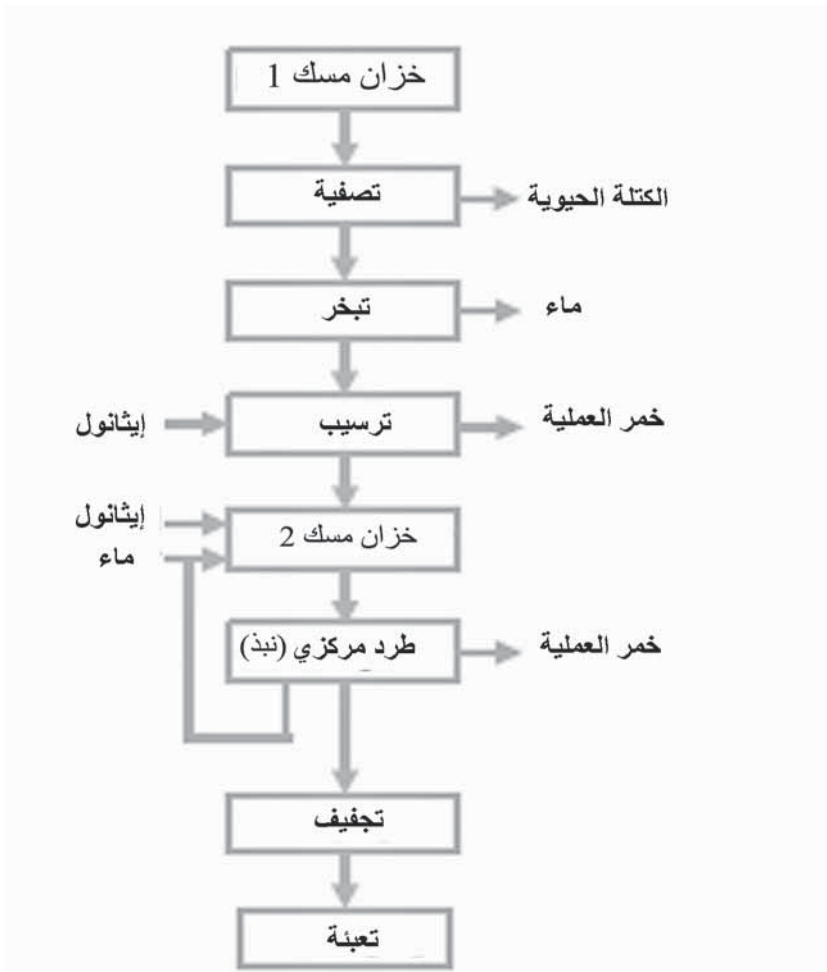 خزان مسك 1
تصفية
الكتلة الحيوية
تبخر
ماء
إيثانول
ترسيب
خمر العملية
إيثانول
ماء
خزان مسك 2
طرد مركزي (نبذ)
خمر العملية
تجفيف
تعبئة